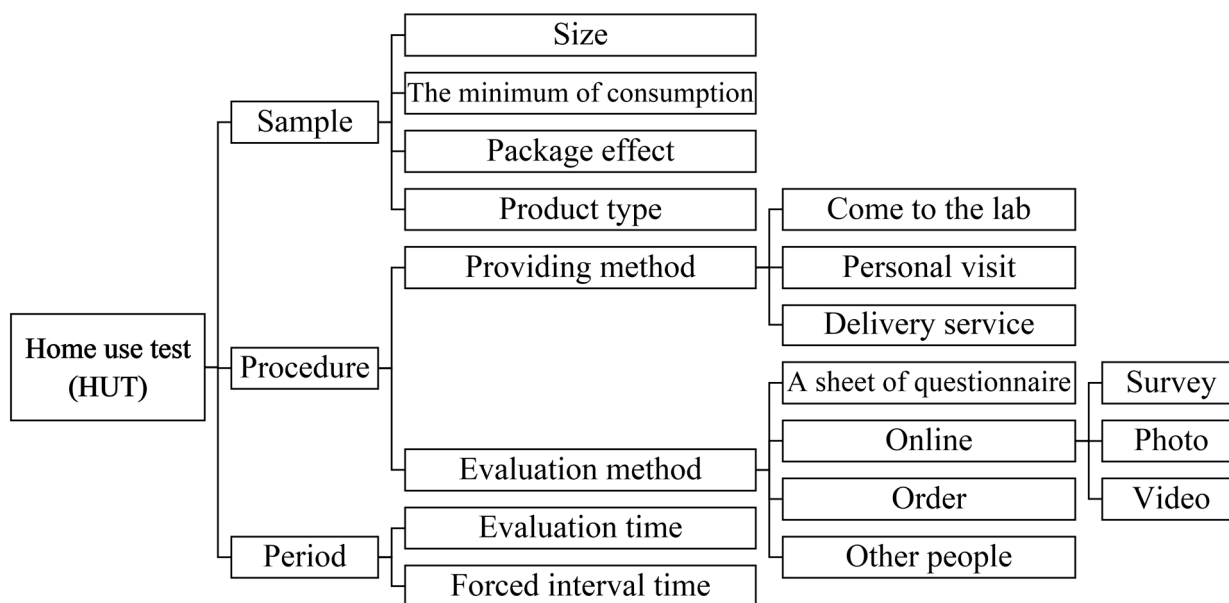 Home use test
(HUT)
Sample
Size
The minimum of consumption
Package effect
Product type
Procedure
Providing method
Come to the lab
Personal visit
Delivery service
Evaluation method
A sheet of questionnaire
Online
Survey
Photo
Video
Order
Other people
Period
Evaluation time
Forced interval time